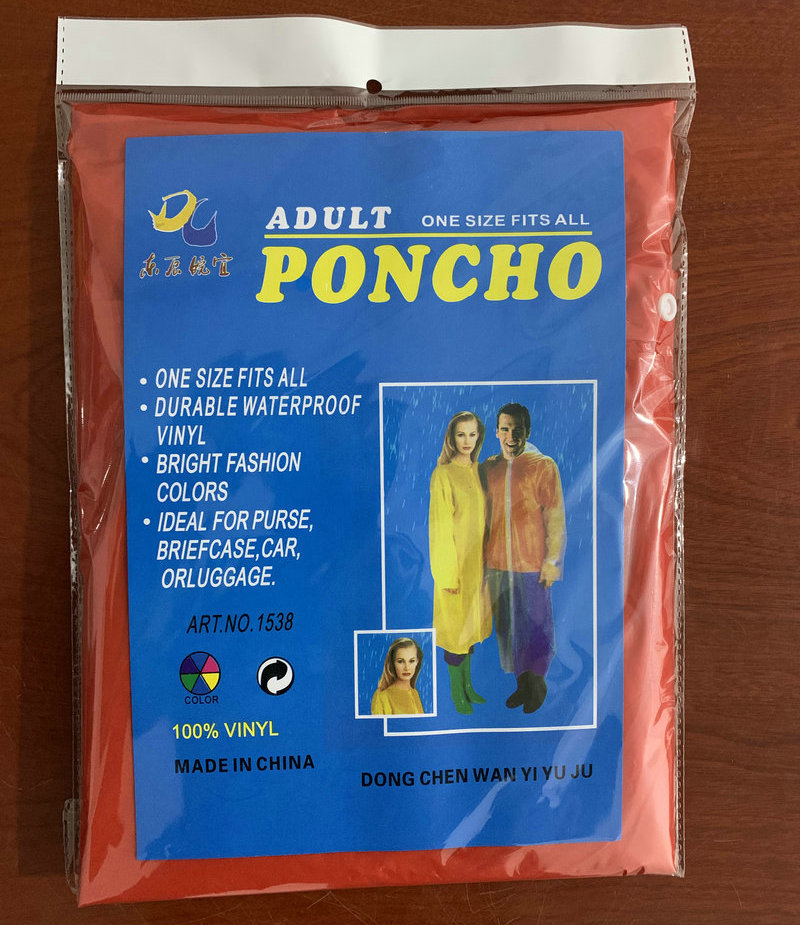 ADULT ONE SIZE FITS ALL
PONCHO
• ONE SIZE FITS ALL
• DURABLE WATERPROOF
VINYL
• BRIGHT FASHION
COLORS
• IDEAL FOR PURSE,
BRIEFCASE,CAR,
ORLUGGAGE.
ART.NO.1538
COLOR
100% VINYL
MADE IN CHINA
DONG CHEN WAN YI YU JU